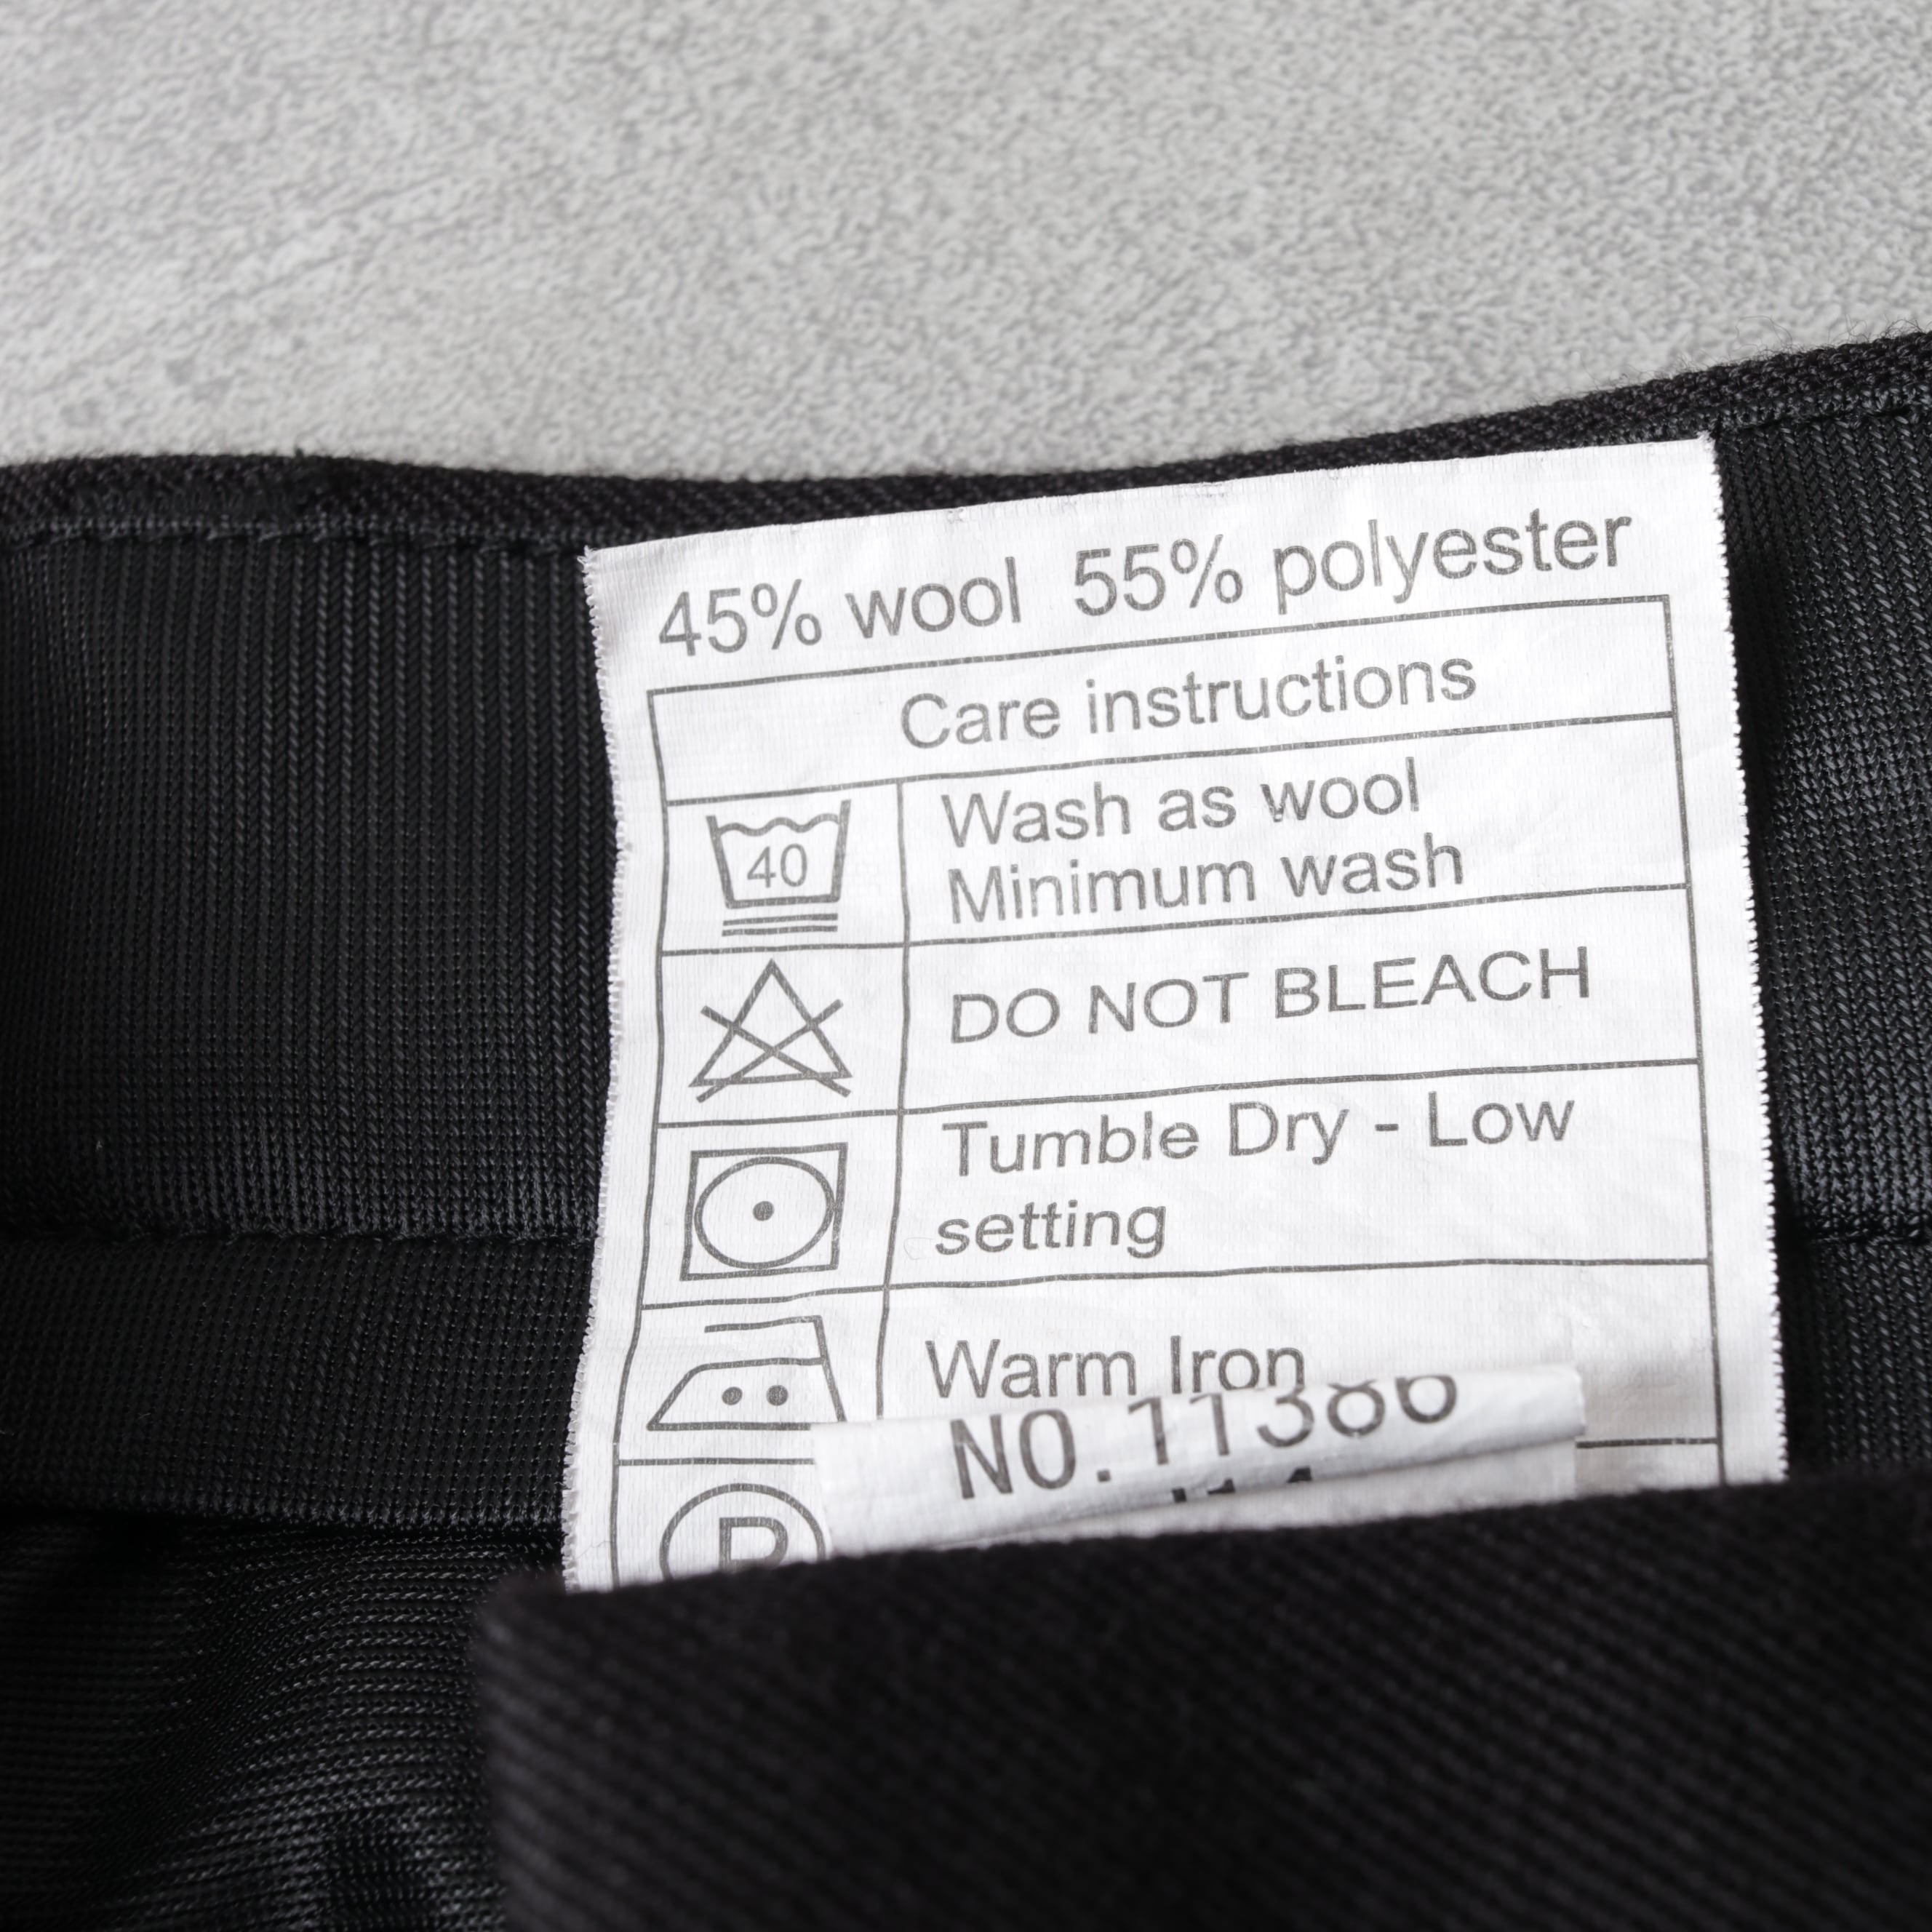 45% wool 55% polyester
Care instructions
40
Wash as wool
Minimum wash
DO NOT BLEACH
Tumble Dry - Low
setting
Warm Iron
NO.11386
P